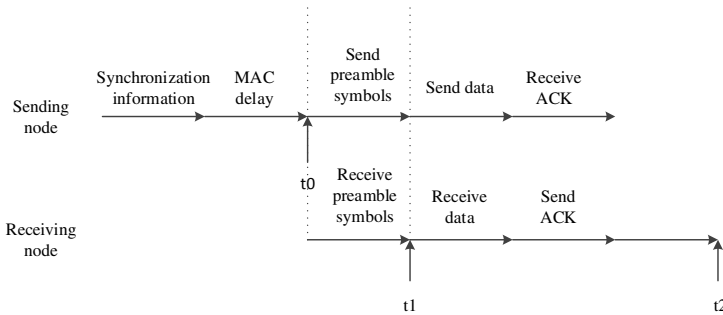 Synchronization
information
MAC
delay
Send
preamble
symbols
Send data
Receive
ACK
Sending
node
t0
Receive
preamble
symbols
Receive
data
Send
ACK
Receiving
node
t1
t2